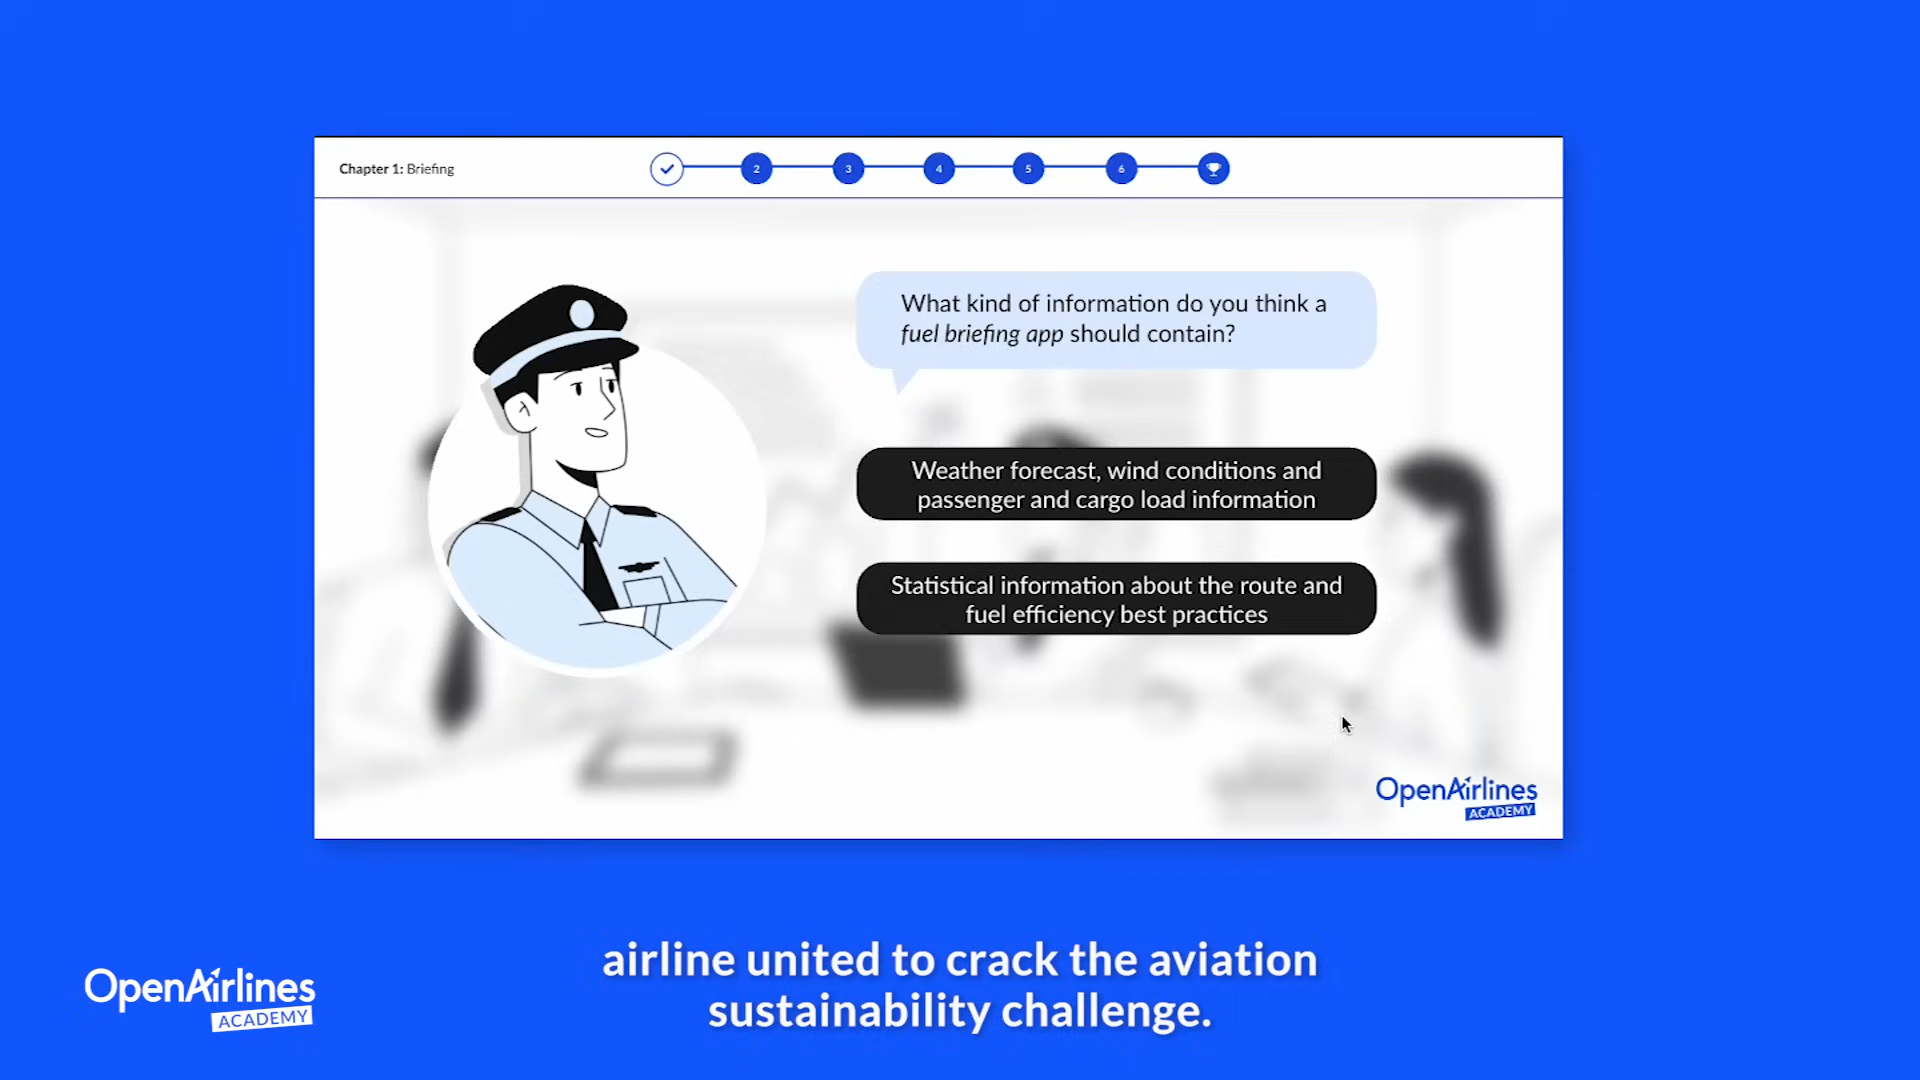 Chapter 1: Briefing
2
3
4
5
6
What kind of information do you think a
fuel briefing app should contain?
Weather forecast, wind conditions and
passenger and cargo load information
Statistical information about the route and
fuel efficiency best practices
OpenAirlines
ACADEMY
airline united to crack the aviation
sustainability challenge.
OpenAirlines
ACADEMY